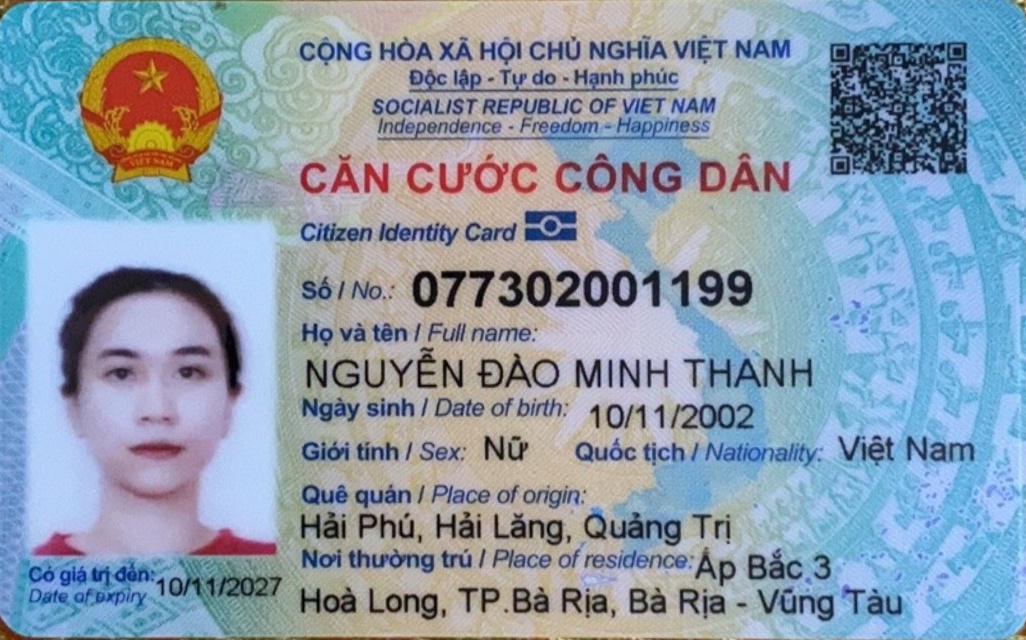 CỘNG HÒA XÃ HỘI CHỦ NGHĨA VIỆT NAM
Độc lập - Tự do - Hạnh phúc
SOCIALIST REPUBLIC OF VIET NAM
Independence - Freedom - Happiness
CĂN CƯỚC CÔNG DÂN
Citizen Identity Card
Số / No.: 077302001199
Họ và tên / Full name:
NGUYỄN ĐÀO MINH THANH
Ngày sinh / Date of birth: 10/11/2002
Giới tính / Sex: Nữ Quốc tịch / Nationality: Việt Nam
Quê quán / Place of origin:
Hải Phú, Hải Lăng, Quảng Trị
Nơi thường trú / Place of residence: Ấp Bắc 3
Hoà Long, TP.Bà Rịa, Bà Rịa - Vũng Tàu
Có giá trị đến: 10/11/2027
Date of expiry
VIỆT NAM